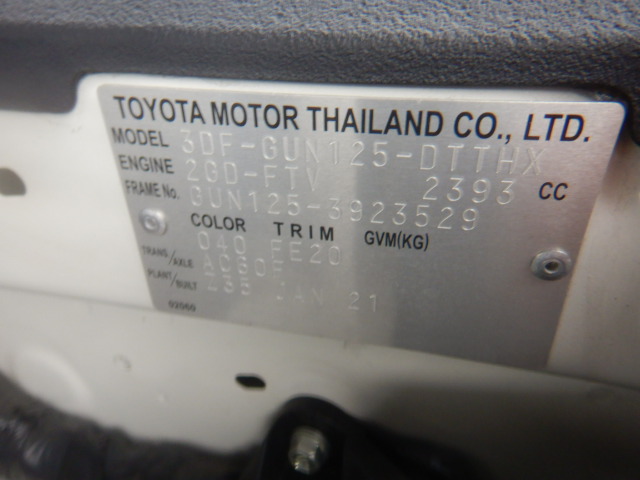 TOYOTA MOTOR THAILAND CO., LTD.
MODEL 3DF-GUN125-DTTHX
ENGINE 2GD-FTV 2393 CC
FRAME No. GUN125-3923529
COLOR TRIM GVM(KG)
040 FE20
TRANS/AXLE AC60F
PLANT/BUILT JAN 21